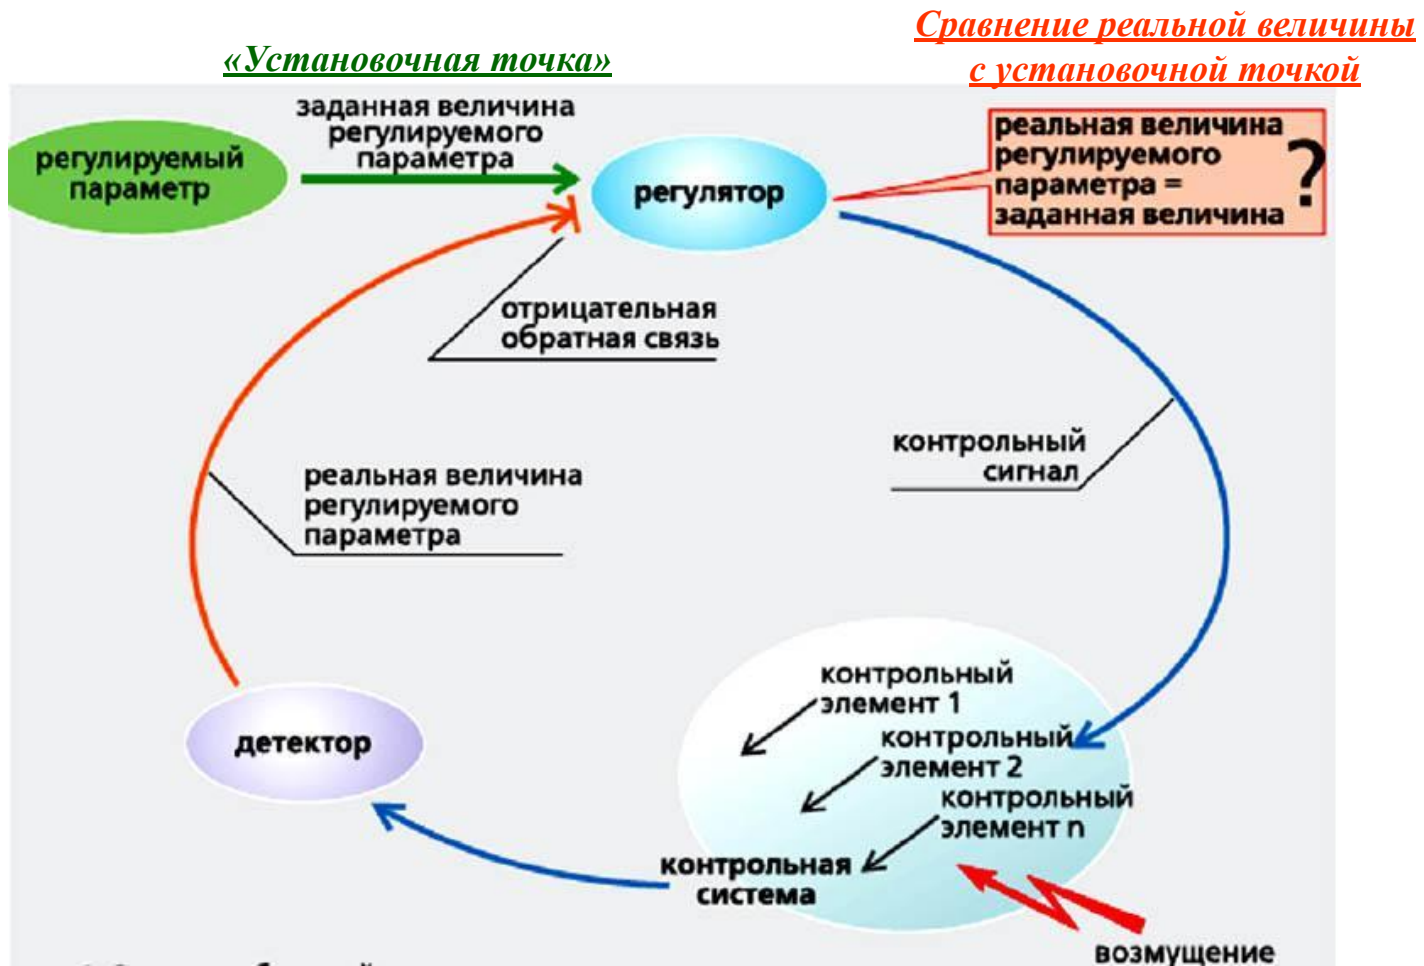 «Установочная точка»
Сравнение реальной величины
с установочной точкой
регулируемый
параметр
заданная величина
регулируемого
параметра
регулятор
реальная величина
регулируемого
параметра =
заданная величина
?
отрицательная
обратная связь
контрольный
сигнал
реальная величина
регулируемого
параметра
детектор
контрольный
элемент 1
контрольный
элемент 2
контрольный
элемент n
контрольная
система
возмущение